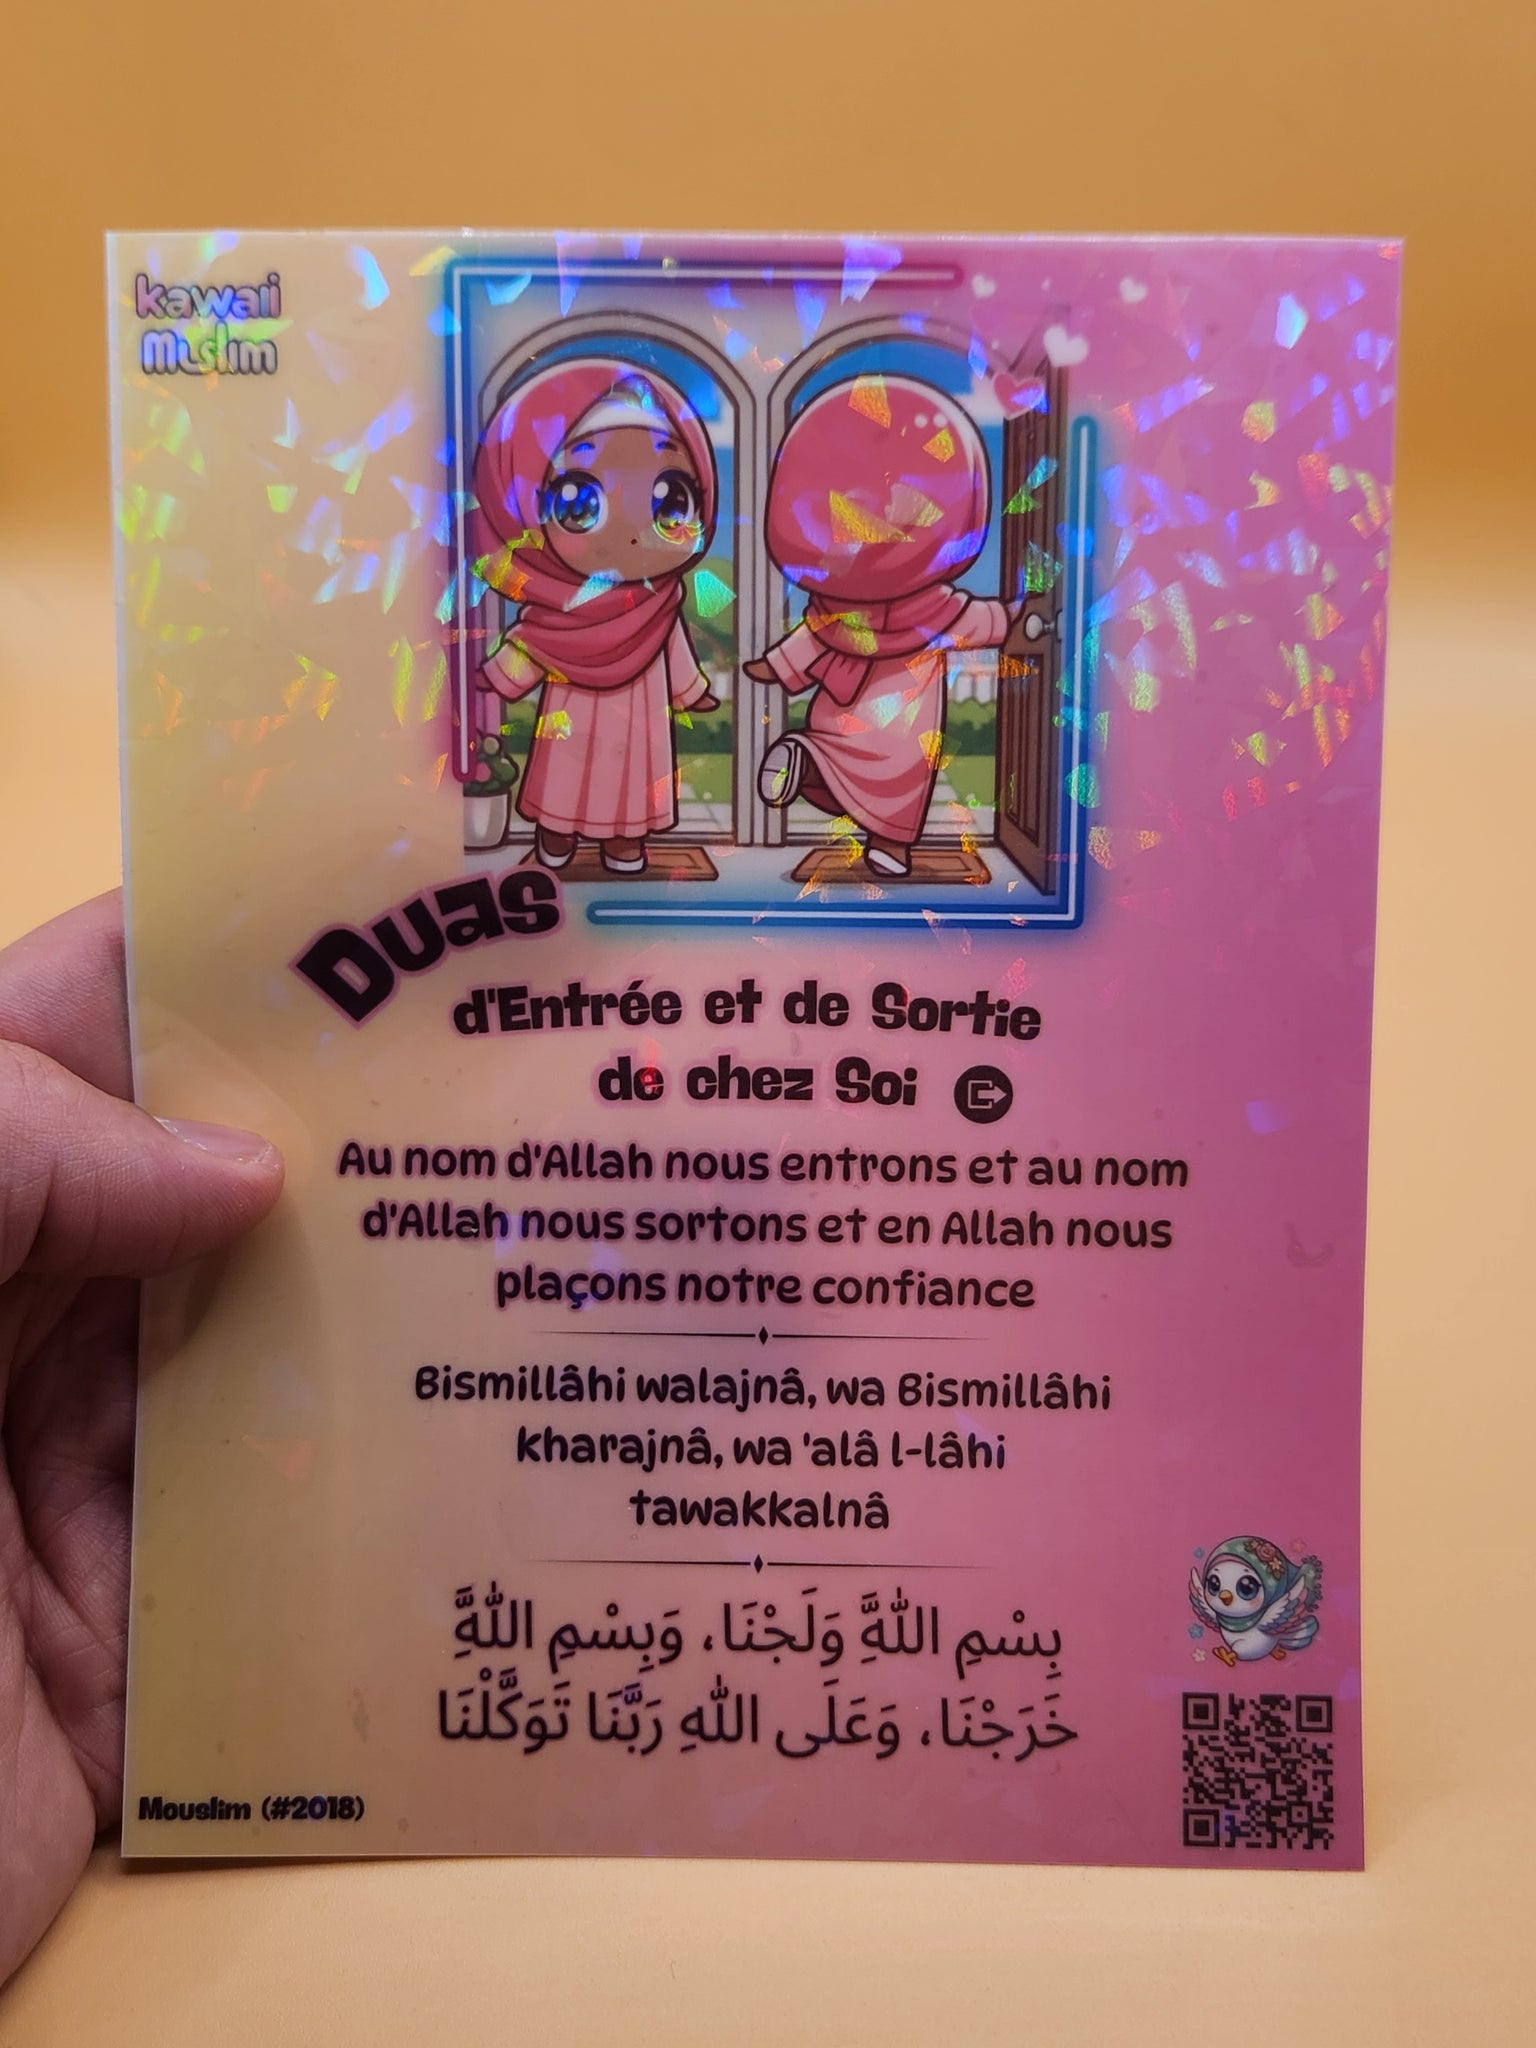 kawaii
Muslim
Duas
d'Entrée et de Sortie
de chez Soi
Au nom d'Allah nous entrons et au nom
d'Allah nous sortons et en Allah nous
plaçons notre confiance
Bismillâhi walajnâ, wa Bismillâhi
kharajnâ, wa 'alâ l-lâhi
tawakkalnâ
بِسْمِ اللَّهِ وَلَجْنَا، وَبِسْمِ اللَّهِ
خَرَجْنَا، وَعَلَى اللهِ رَبَّنَا تَوَكَّلْنَا
Mouslim (#2018)